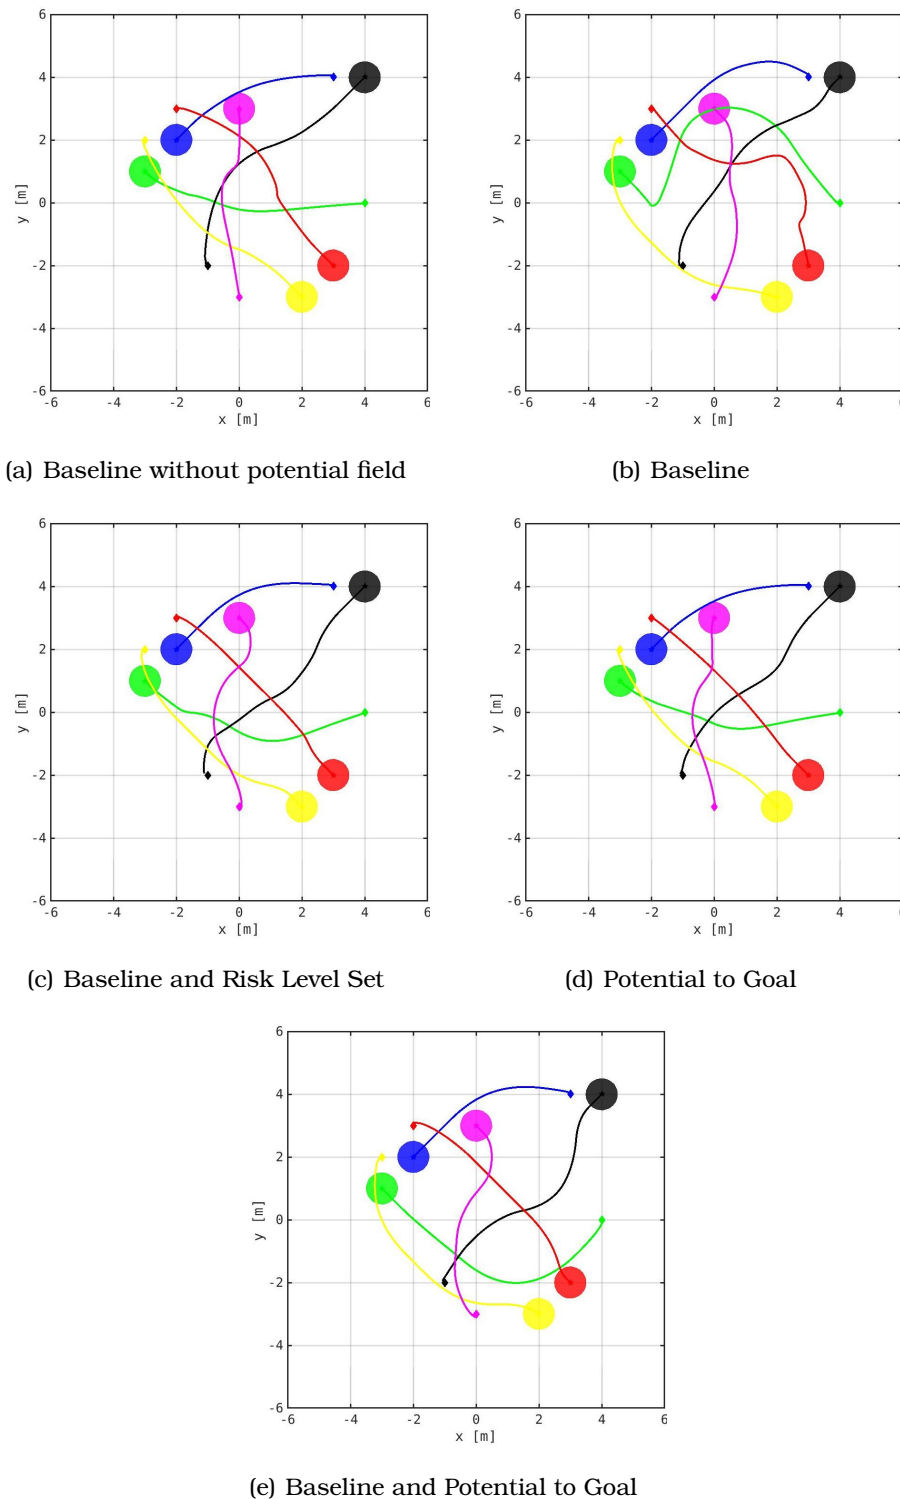 6
4
2
0
-2
-4
-6
y [m]
-6 -4 -2 0 2 4 6
x [m]
(a) Baseline without potential field
6
4
2
0
-2
-4
-6
y [m]
-6 -4 -2 0 2 4 6
x [m]
(b) Baseline
6
4
2
0
-2
-4
-6
y [m]
-6 -4 -2 0 2 4 6
x [m]
(c) Baseline and Risk Level Set
6
4
2
0
-2
-4
-6
y [m]
-6 -4 -2 0 2 4 6
x [m]
(d) Potential to Goal
6
4
2
0
-2
-4
-6
y [m]
-6 -4 -2 0 2 4 6
x [m]
(e) Baseline and Potential to Goal